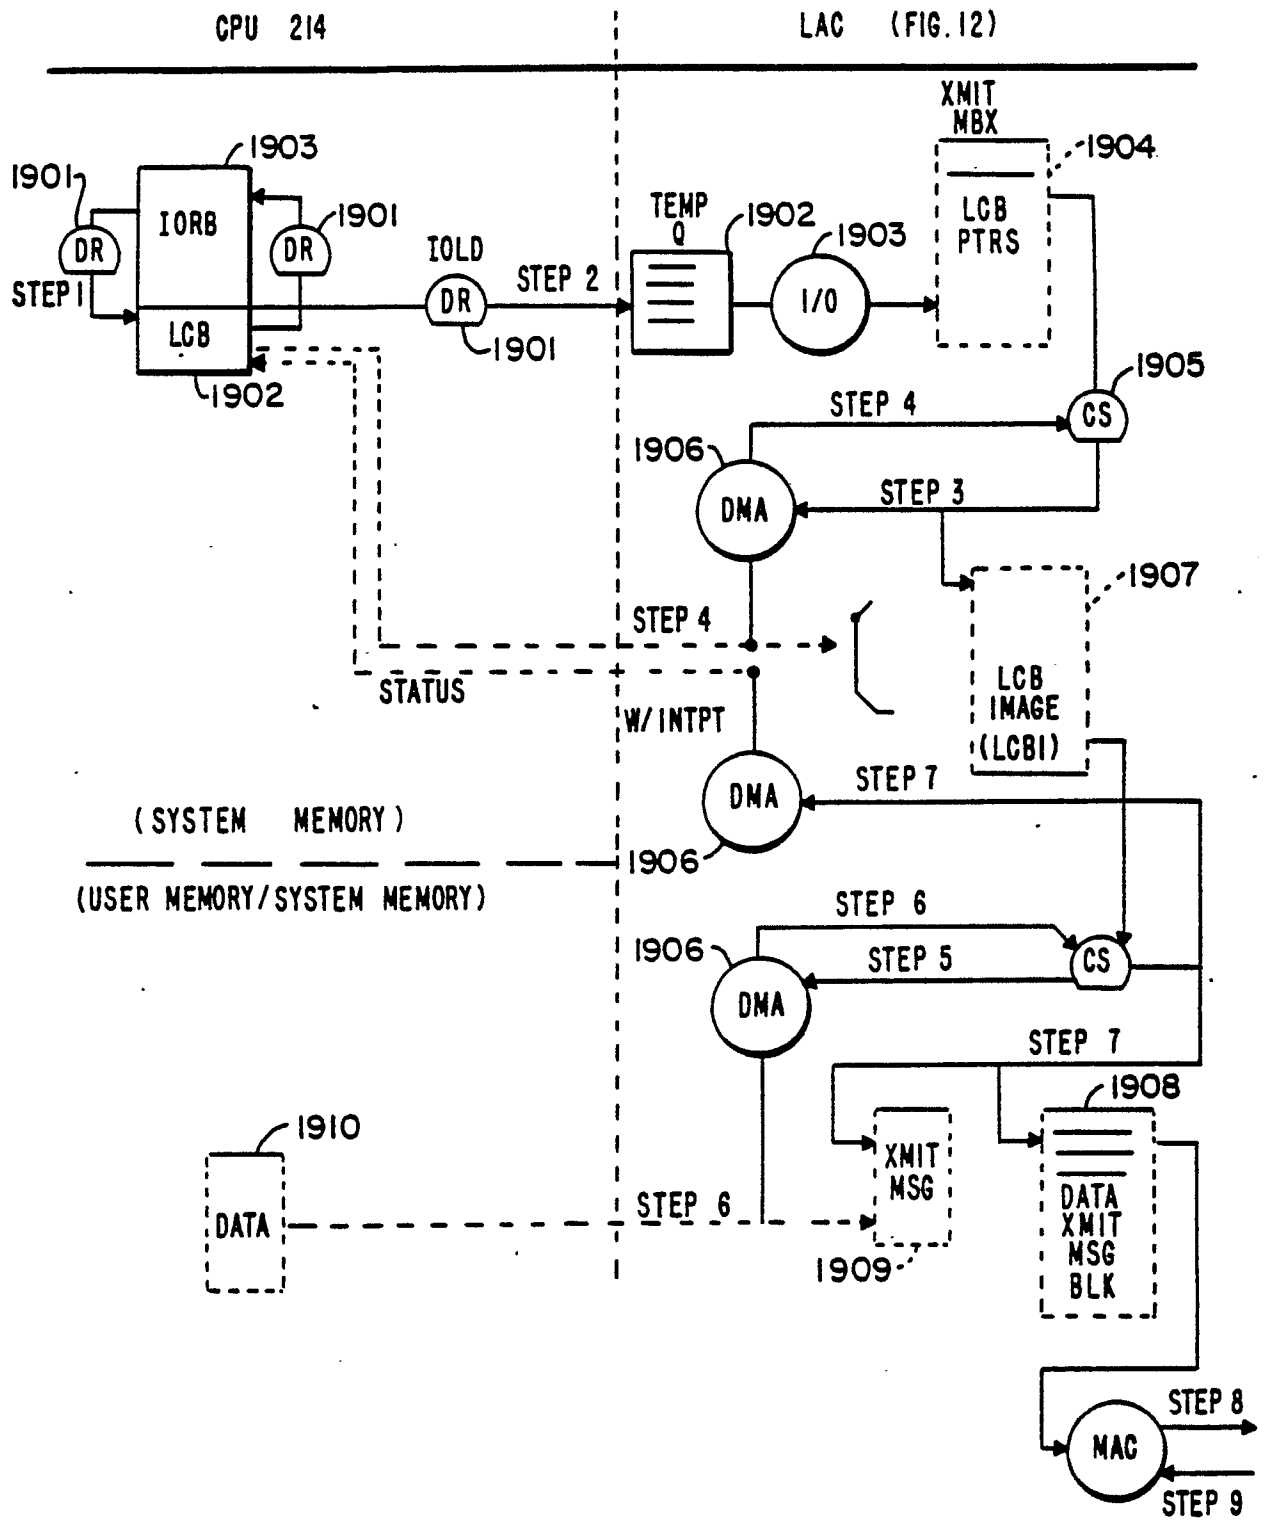 CPU 214
LAC (FIG.12)
XMIT
MBX
1903
1904
1901
1901
IORB
DR
DR
STEP 1
LCB
1902
IOLD
DR
1901
STEP 2
TEMP
Q
1902
1903
I/O
LCB
PTRS
1905
CS
STEP 4
1906
DMA
STEP 3
1907
STEP 4
STATUS
W/INTPT
LCB
IMAGE
(LCBI)
STEP 7
DMA
1906
(SYSTEM MEMORY)
(USER MEMORY/SYSTEM MEMORY)
STEP 6
1906
STEP 5
CS
DMA
STEP 7
1908
1910
DATA
STEP 6
XMIT
MSG
1909
DATA
XMIT
MSG
BLK
STEP 8
MAC
STEP 9